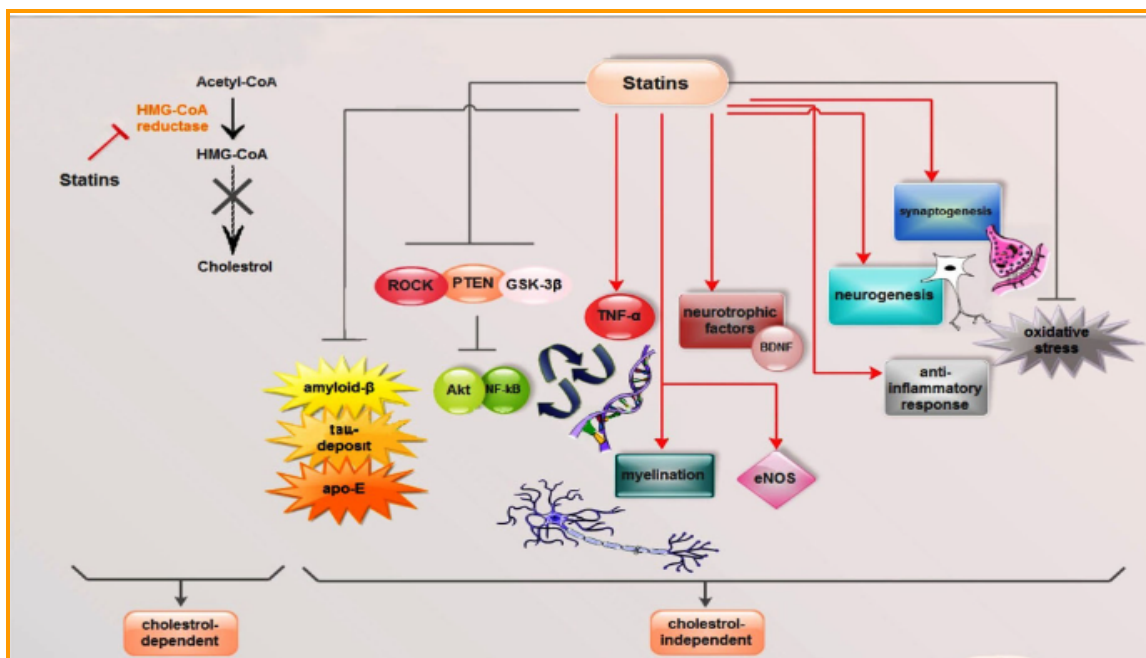 Statins
Acetyl-CoA
HMG-CoA
reductase
HMG-CoA
Statins
Cholestrol
synaptogenesis
ROCK
PTEN
GSK-3β
neurogenesis
TNF-α
neurotrophic
factors
BDNF
oxidative
stress
anti-
inflammatory
response
amyloid-β
Akt
NF-kB
tau-
deposit
apo-E
myelination
eNOS
cholestrol-
dependent
cholestrol-
independent